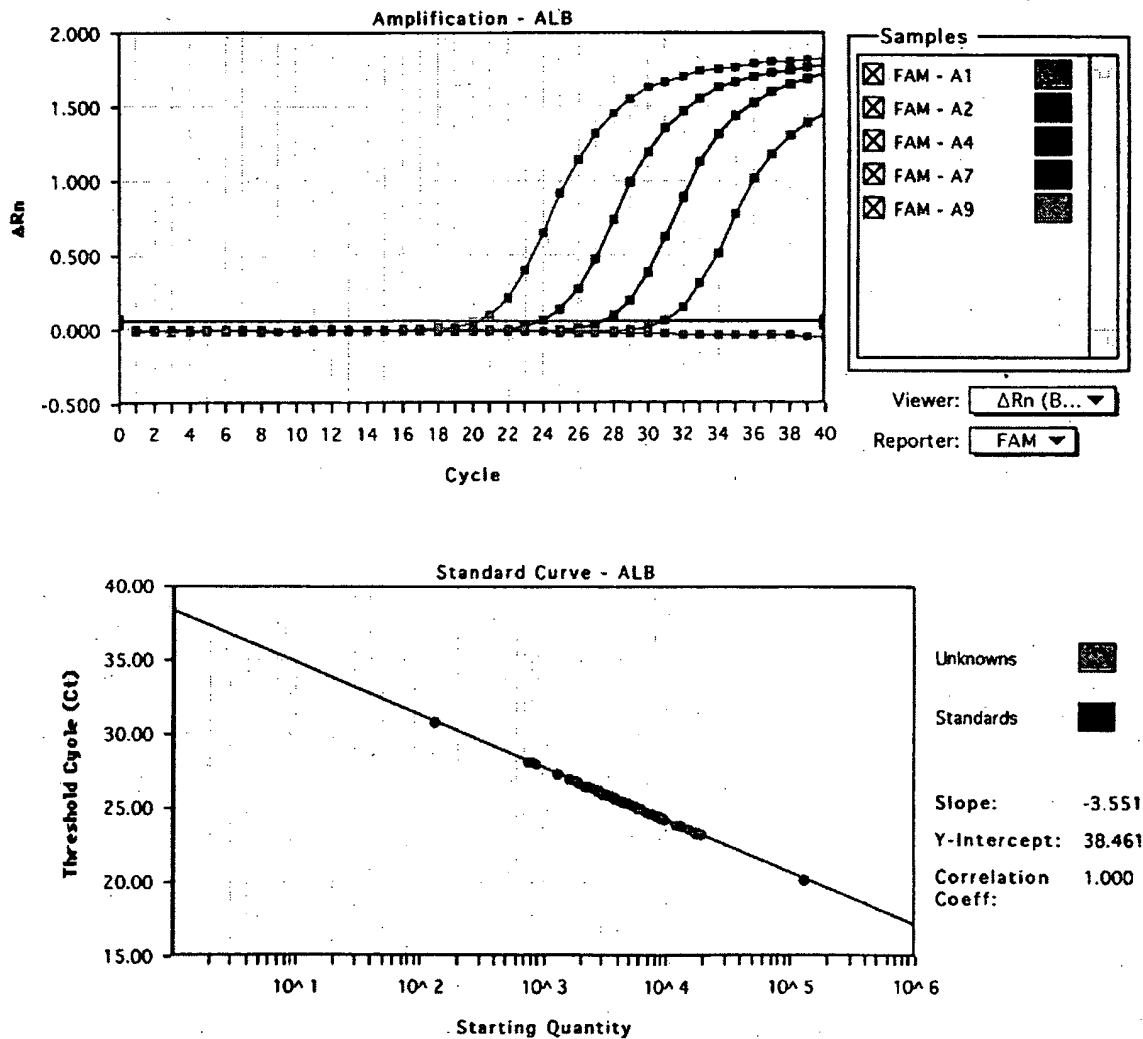 Amplification - ALB
2.000
1.500
1.000
0.500
0.000
-0.500
ΔRn
0 2 4 6 8 10 12 14 16 18 20 22 24 26 28 30 32 34 36 38 40
Cycle
Samples
FAM - A1
FAM - A2
FAM - A4
FAM - A7
FAM - A9
Viewer: ΔRn (B... ▼
Reporter: FAM ▼
Standard Curve - ALB
40.00
35.00
30.00
25.00
20.00
15.00
Threshold Cycle (Ct)
10^1 10^2 10^3 10^4 10^5 10^6
Starting Quantity
Unknowns
Standards
Slope: -3.551
Y-Intercept: 38.461
Correlation 1.000
Coeff: